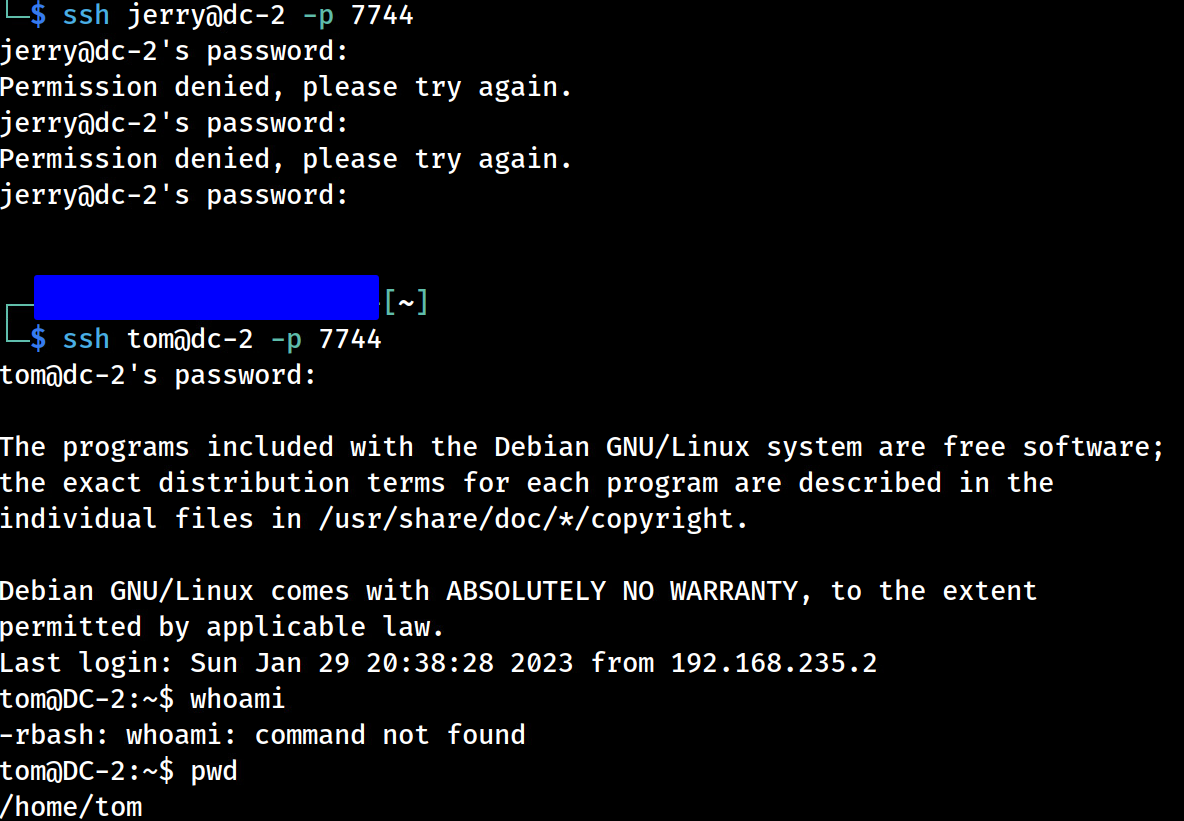 └─$ ssh jerry@dc-2 -p 7744
jerry@dc-2's password:
Permission denied, please try again.
jerry@dc-2's password:
Permission denied, please try again.
jerry@dc-2's password:
[~]
└─$ ssh tom@dc-2 -p 7744
tom@dc-2's password:
The programs included with the Debian GNU/Linux system are free software;
the exact distribution terms for each program are described in the
individual files in /usr/share/doc/*/copyright.
Debian GNU/Linux comes with ABSOLUTELY NO WARRANTY, to the extent
permitted by applicable law.
Last login: Sun Jan 29 20:38:28 2023 from 192.168.235.2
tom@DC-2:~$ whoami
-rbash: whoami: command not found
tom@DC-2:~$ pwd
/home/tom